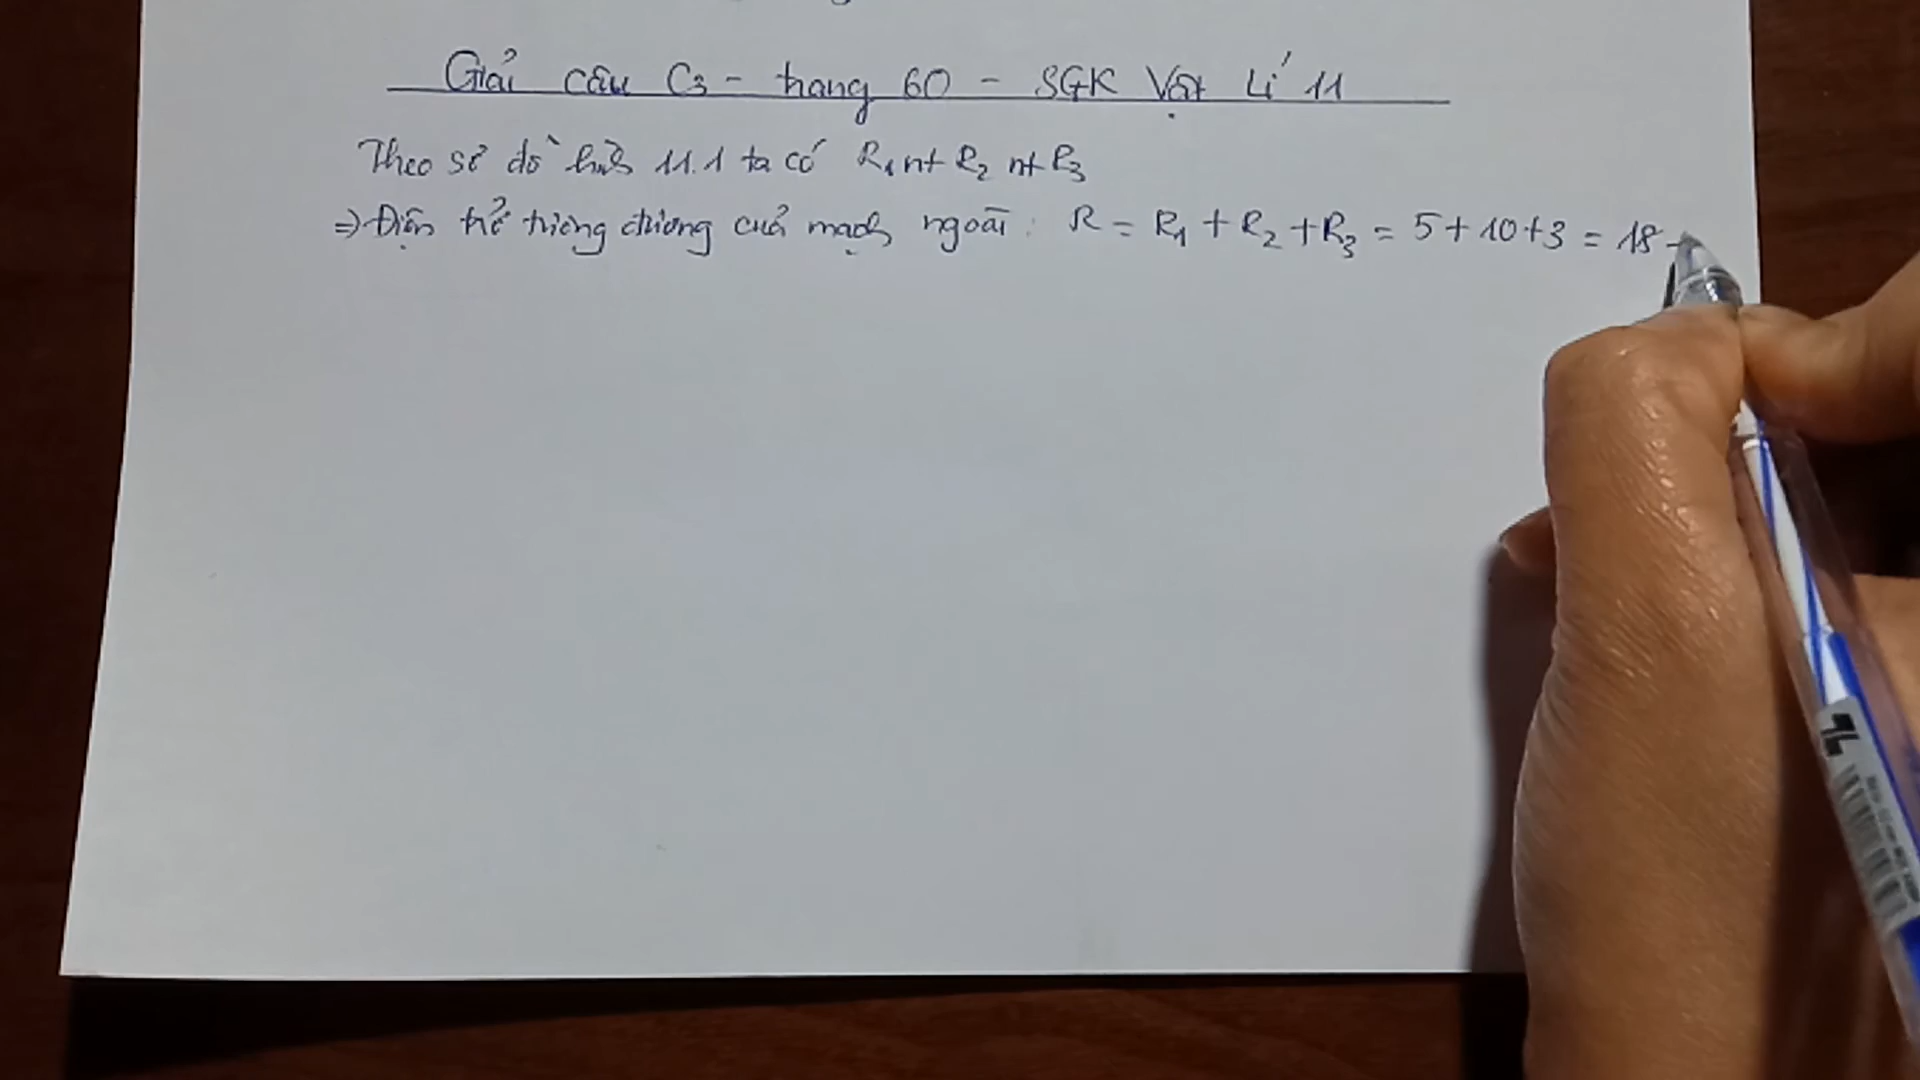 Giải câu C3 - trang 60 - SGK Vật Lí 11
Theo sơ đồ hình 11.1 ta có R1 nt R2 nt R3
=> Điện trở tương đương của mạch ngoài: R = R1 + R2 + R3 = 5 + 10 + 3 = 18